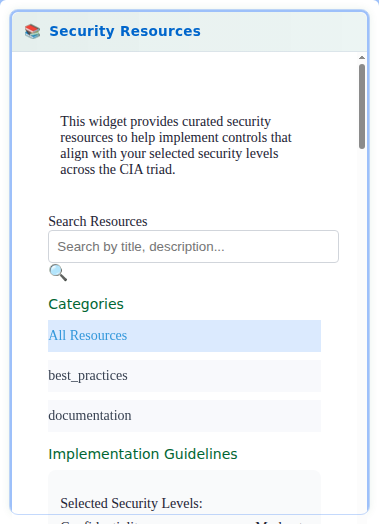 Security Resources
This widget provides curated security
resources to help implement controls that
align with your selected security levels
across the CIA triad.
Search Resources
Search by title, description...
Categories
All Resources
best_practices
documentation
Implementation Guidelines
Selected Security Levels: